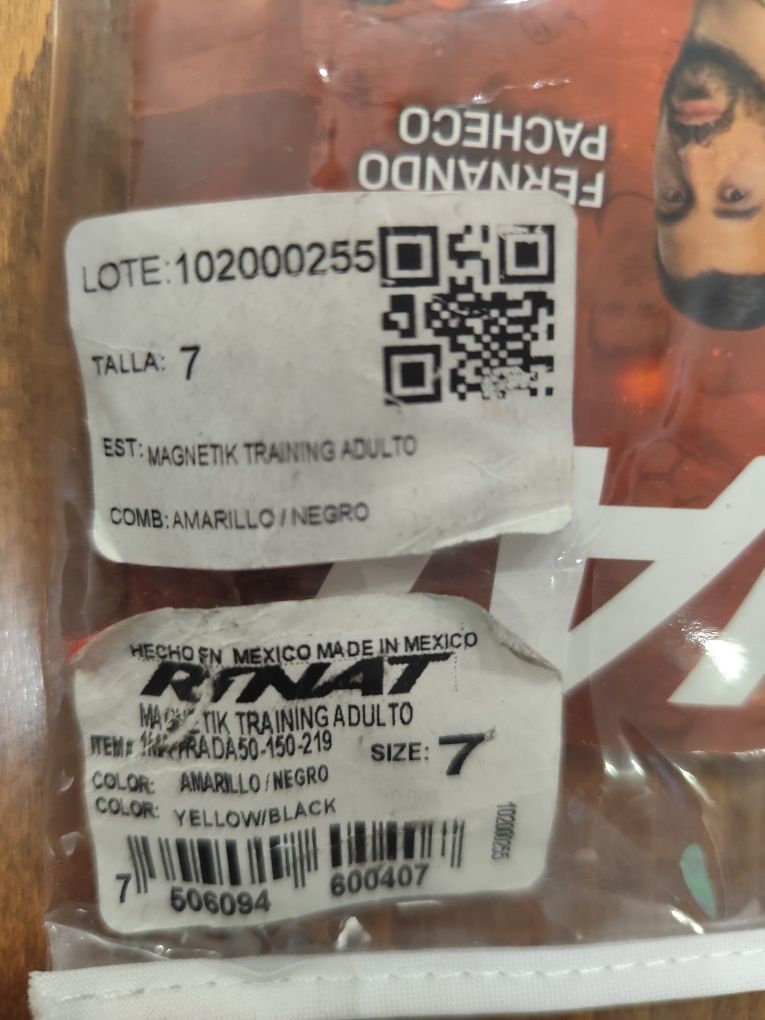 FERNANDO
PACHECO
LOTE:102000255
TALLA: 7
EST: MAGNETIK TRAINING ADULTO
COMB: AMARILLO / NEGRO
HECHO EN MEXICO MADE IN MEXICO
RINAT
TRAINING ADULTO
ITEM# SIZE: 7
COLOR: AMARILLO/NEGRO
COLOR: YELLOW/BLACK
102000255
7 506094 600407